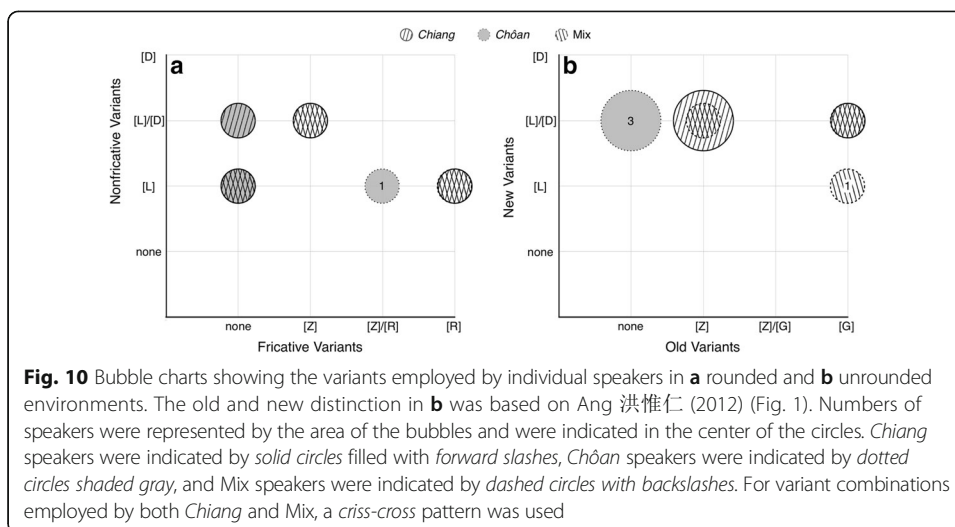 Chiang Chôan Mix
a
Nonfricative Variants
[D]
[L]/[D]
[L]
none
1
none [Z] [Z]/[R] [R]
Fricative Variants
b
New Variants
[D]
[L]/[D]
[L]
none
3
1
none [Z] [Z]/[G] [G]
Old Variants
Fig. 10 Bubble charts showing the variants employed by individual speakers in a rounded and b unrounded
environments. The old and new distinction in b was based on Ang 洪惟仁 (2012) (Fig. 1). Numbers of
speakers were represented by the area of the bubbles and were indicated in the center of the circles. Chiang
speakers were indicated by solid circles filled with forward slashes, Chôan speakers were indicated by dotted
circles shaded gray, and Mix speakers were indicated by dashed circles with backslashes. For variant combinations
employed by both Chiang and Mix, a criss-cross pattern was used